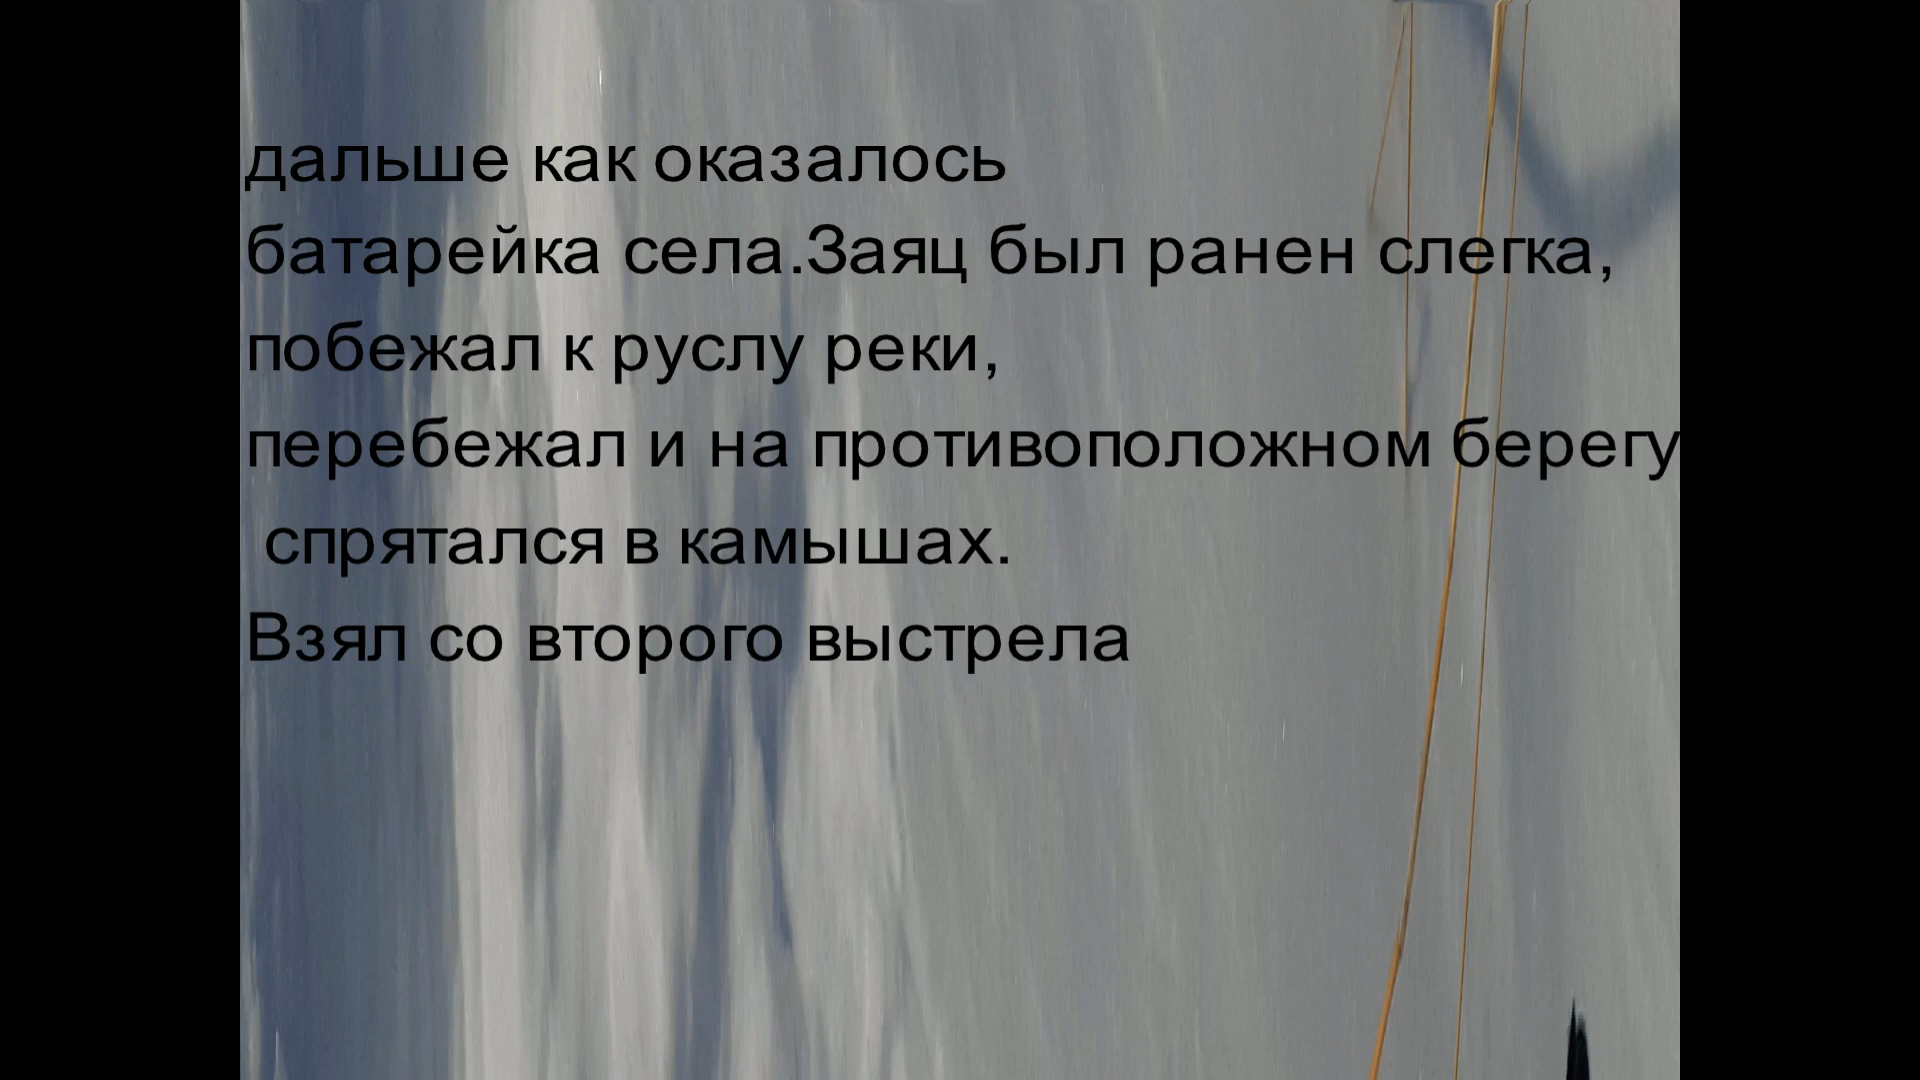 дальше как оказалось
батарейка села.Заяц был ранен слегка,
побежал к руслу реки,
перебежал и на противоположном берегу
спрятался в камышах.
Взял со второго выстрела